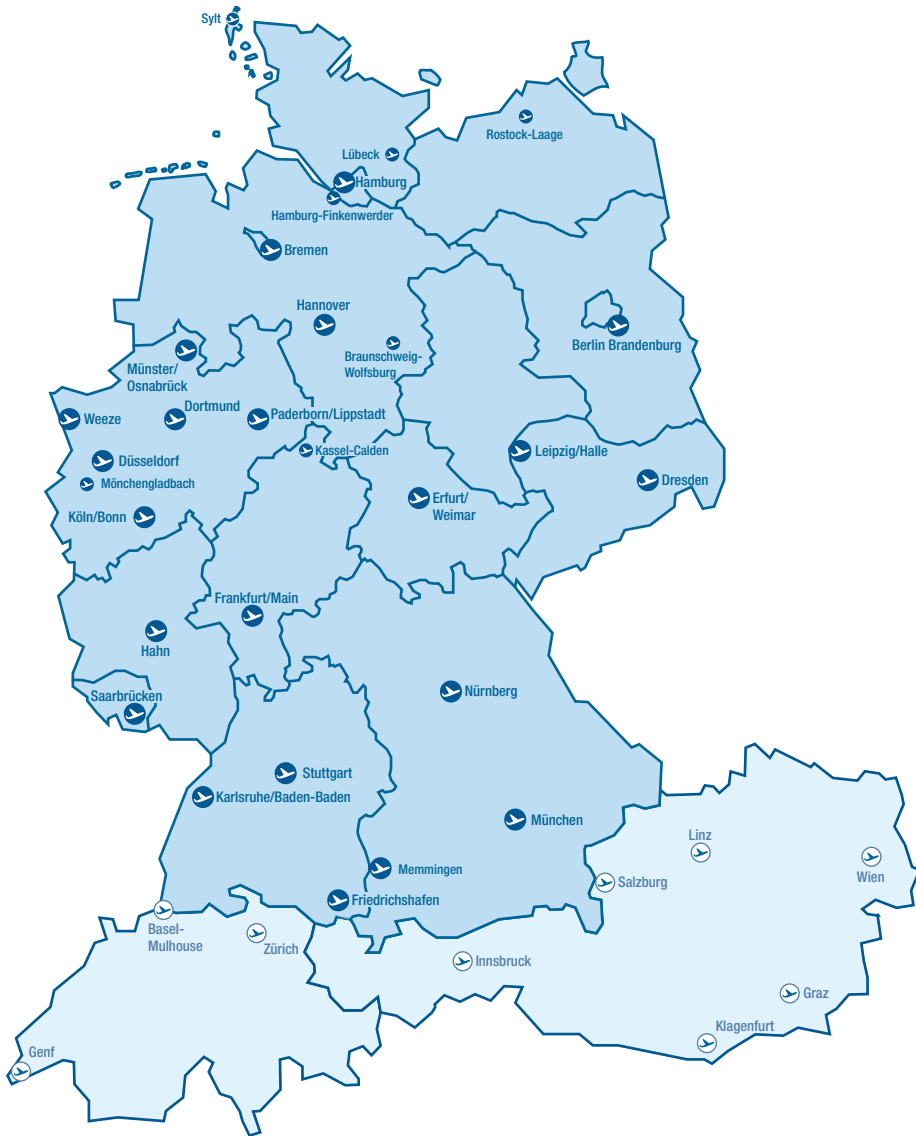 Sylt
Rostock-Laage
Lübeck
Hamburg
Hamburg-Finkenwerder
Bremen
Hannover
Berlin Brandenburg
Braunschweig-
Wolfsburg
Münster/
Osnabrück
Weeze
Dortmund
Paderborn/Lippstadt
Kassel-Calden
Leipzig/Halle
Düsseldorf
Mönchengladbach
Dresden
Erfurt/
Weimar
Köln/Bonn
Frankfurt/Main
Hahn
Saarbrücken
Nürnberg
Stuttgart
Karlsruhe/Baden-Baden
München
Linz
Memmingen
Wien
Salzburg
Friedrichshafen
Basel-
Mulhouse
Zürich
Innsbruck
Graz
Klagenfurt
Genf